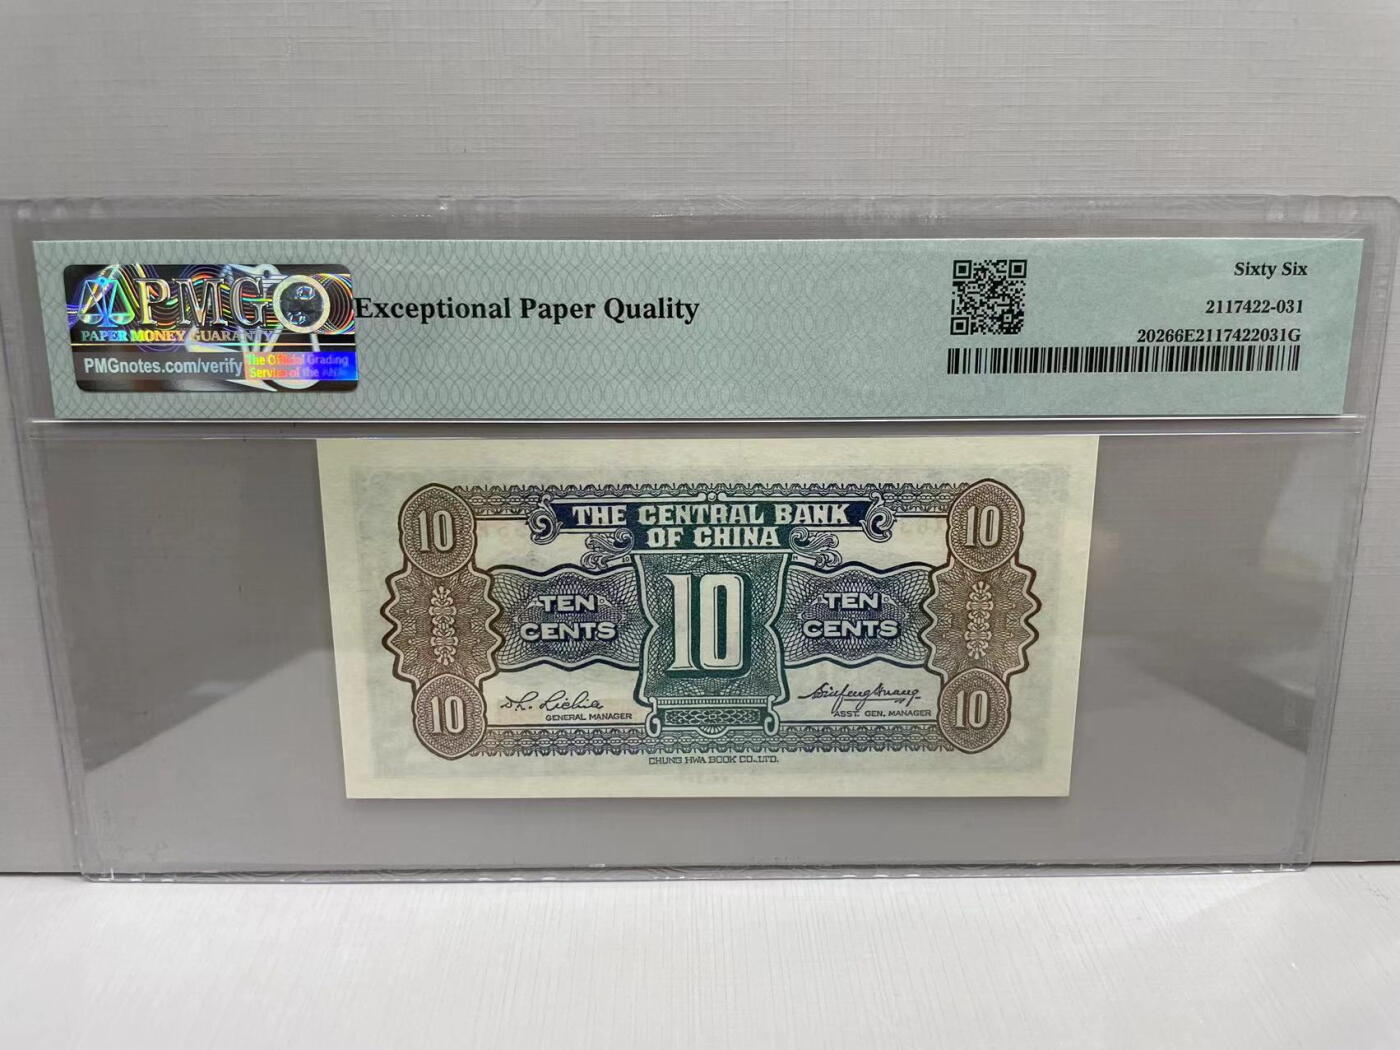 PMG
PAPER MONEY GUARANTY
PMGnotes.com/verify
The Official Grading
Service of the ANA
Exceptional Paper Quality
Sixty Six
2117422-031
20266E2117422031G
THE CENTRAL BANK
OF CHINA
10
10
10
TEN
CENTS
TEN
CENTS
GENERAL MANAGER
ASST. GEN. MANAGER
10
10
CHUNG HWA BOOK CO., LTD.